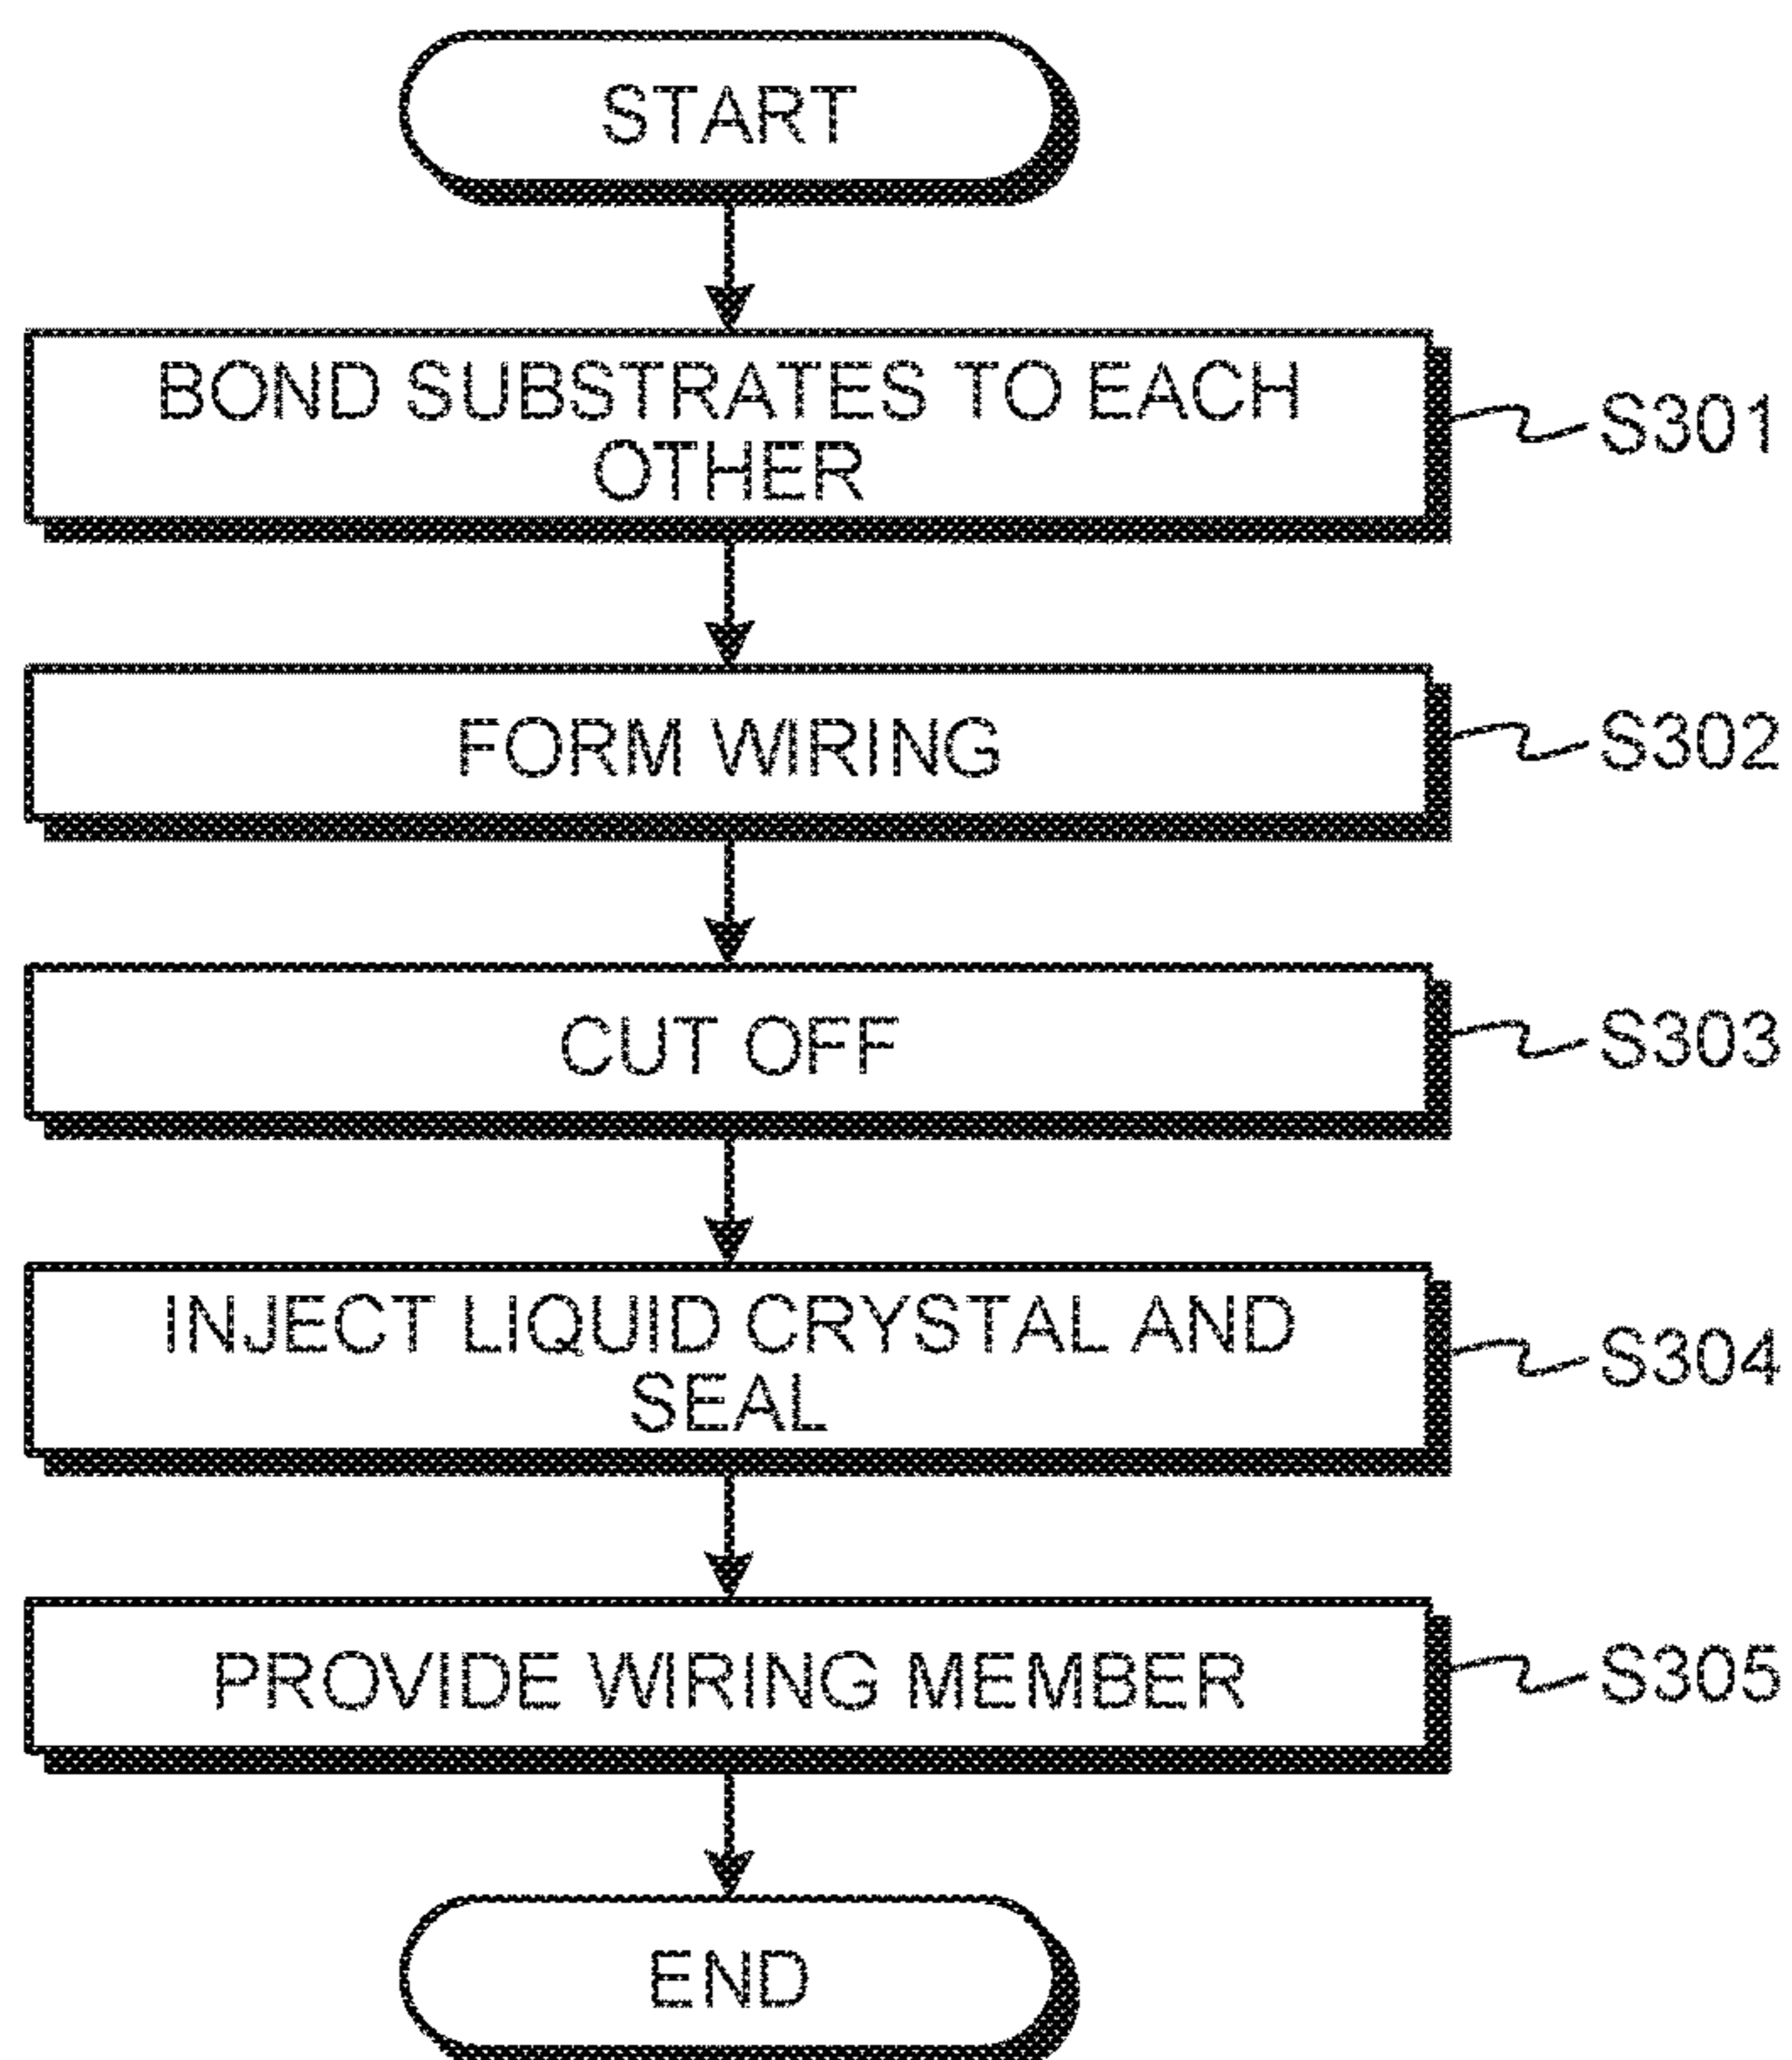 START
BOND SUBSTRATES TO EACH
OTHER
S301
FORM WIRING
S302
CUT OFF
S303
INJECT LIQUID CRYSTAL AND
SEAL
S304
PROVIDE WIRING MEMBER
S305
END